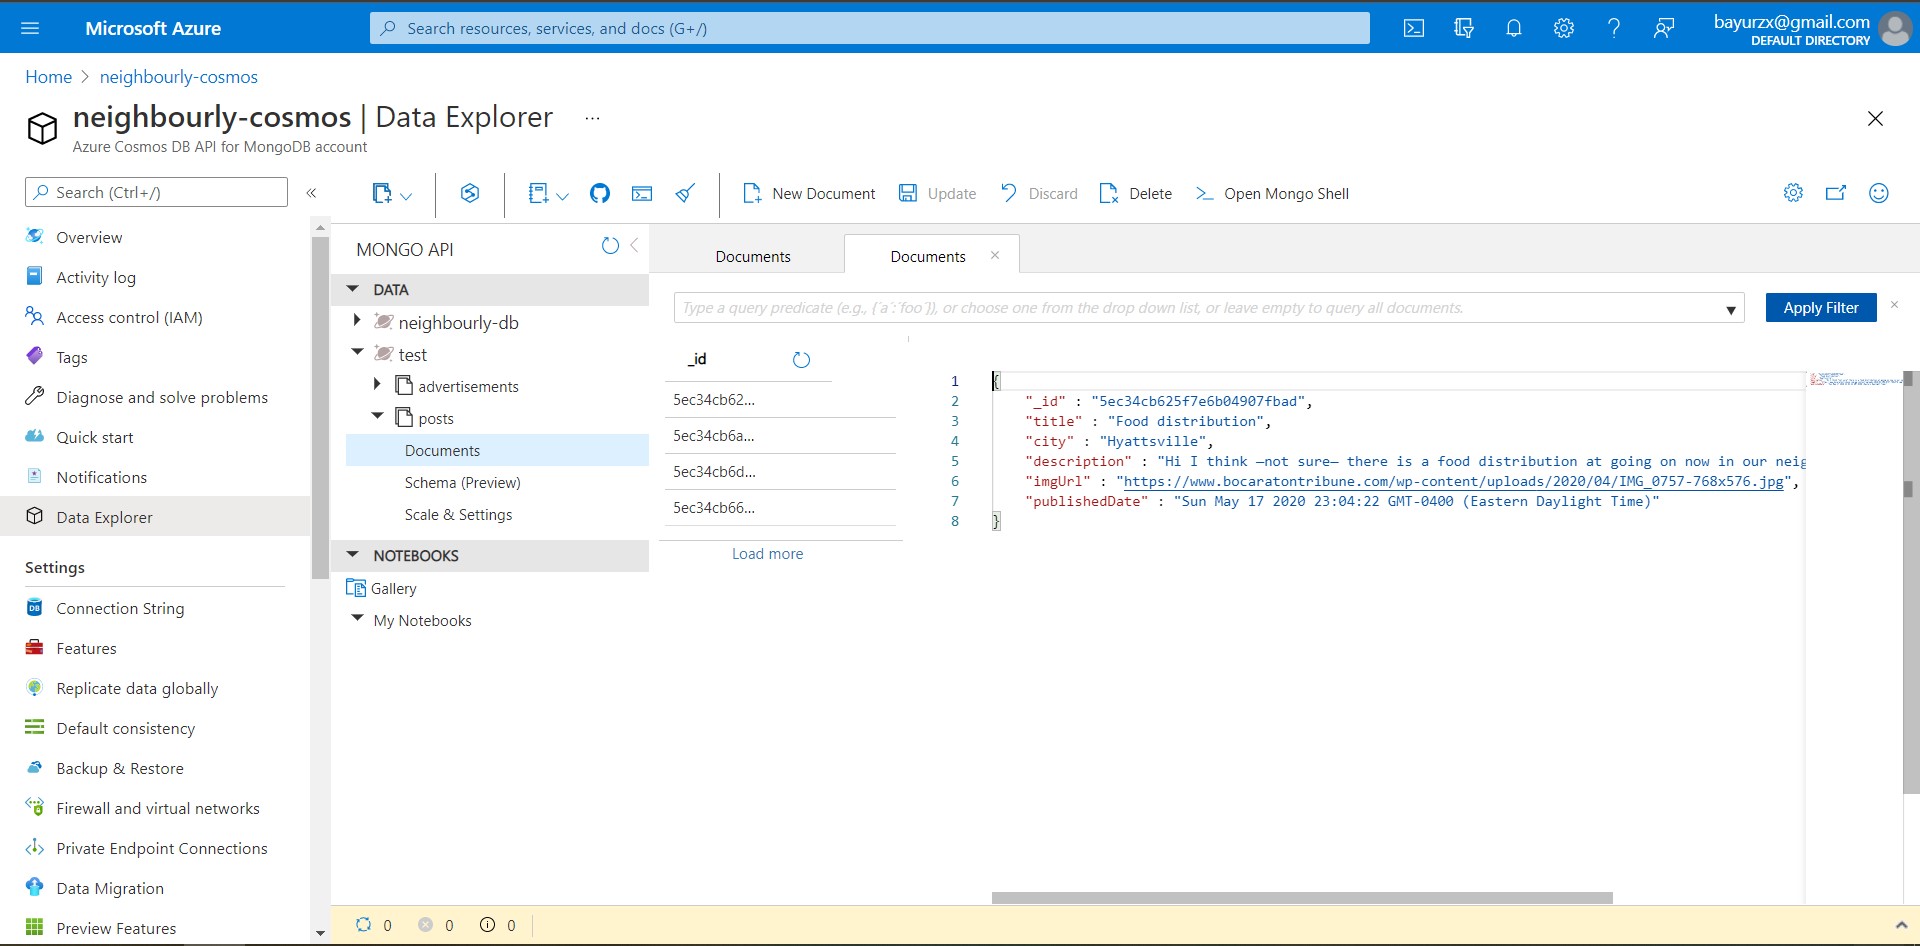 Microsoft Azure
Search resources, services, and docs (G+/)
bayurzx@gmail.com
DEFAULT DIRECTORY
Home > neighbourly-cosmos
neighbourly-cosmos | Data Explorer ...
Azure Cosmos DB API for MongoDB account
Search (Ctrl+/)
«
New Document
Update
Discard
Delete
Open Mongo Shell
Overview
Activity log
Access control (IAM)
Tags
Diagnose and solve problems
Quick start
Notifications
Data Explorer
Settings
Connection String
Features
Replicate data globally
Default consistency
Backup & Restore
Firewall and virtual networks
Private Endpoint Connections
Data Migration
Preview Features
MONGO API
DATA
neighbourly-db
test
advertisements
posts
Documents
Schema (Preview)
Scale & Settings
NOTEBOOKS
Gallery
My Notebooks
Documents
Documents
Type a query predicate (e.g., {´a´:´foo´}), or choose one from the drop down list, or leave empty to query all documents.
Apply Filter
_id
5ec34cb62...
5ec34cb6a...
5ec34cb6d...
5ec34cb66...
Load more
1 {
2 "_id" : "5ec34cb625f7e6b04907fbad",
3 "title" : "Food distribution",
4 "city" : "Hyattsville",
5 "description" : "Hi I think —not sure— there is a food distribution at going on now in our neig
6 "imgUrl" : "https://www.bocaratontribune.com/wp-content/uploads/2020/04/IMG_0757-768x576.jpg",
7 "publishedDate" : "Sun May 17 2020 23:04:22 GMT-0400 (Eastern Daylight Time)"
8 }
0 0 0